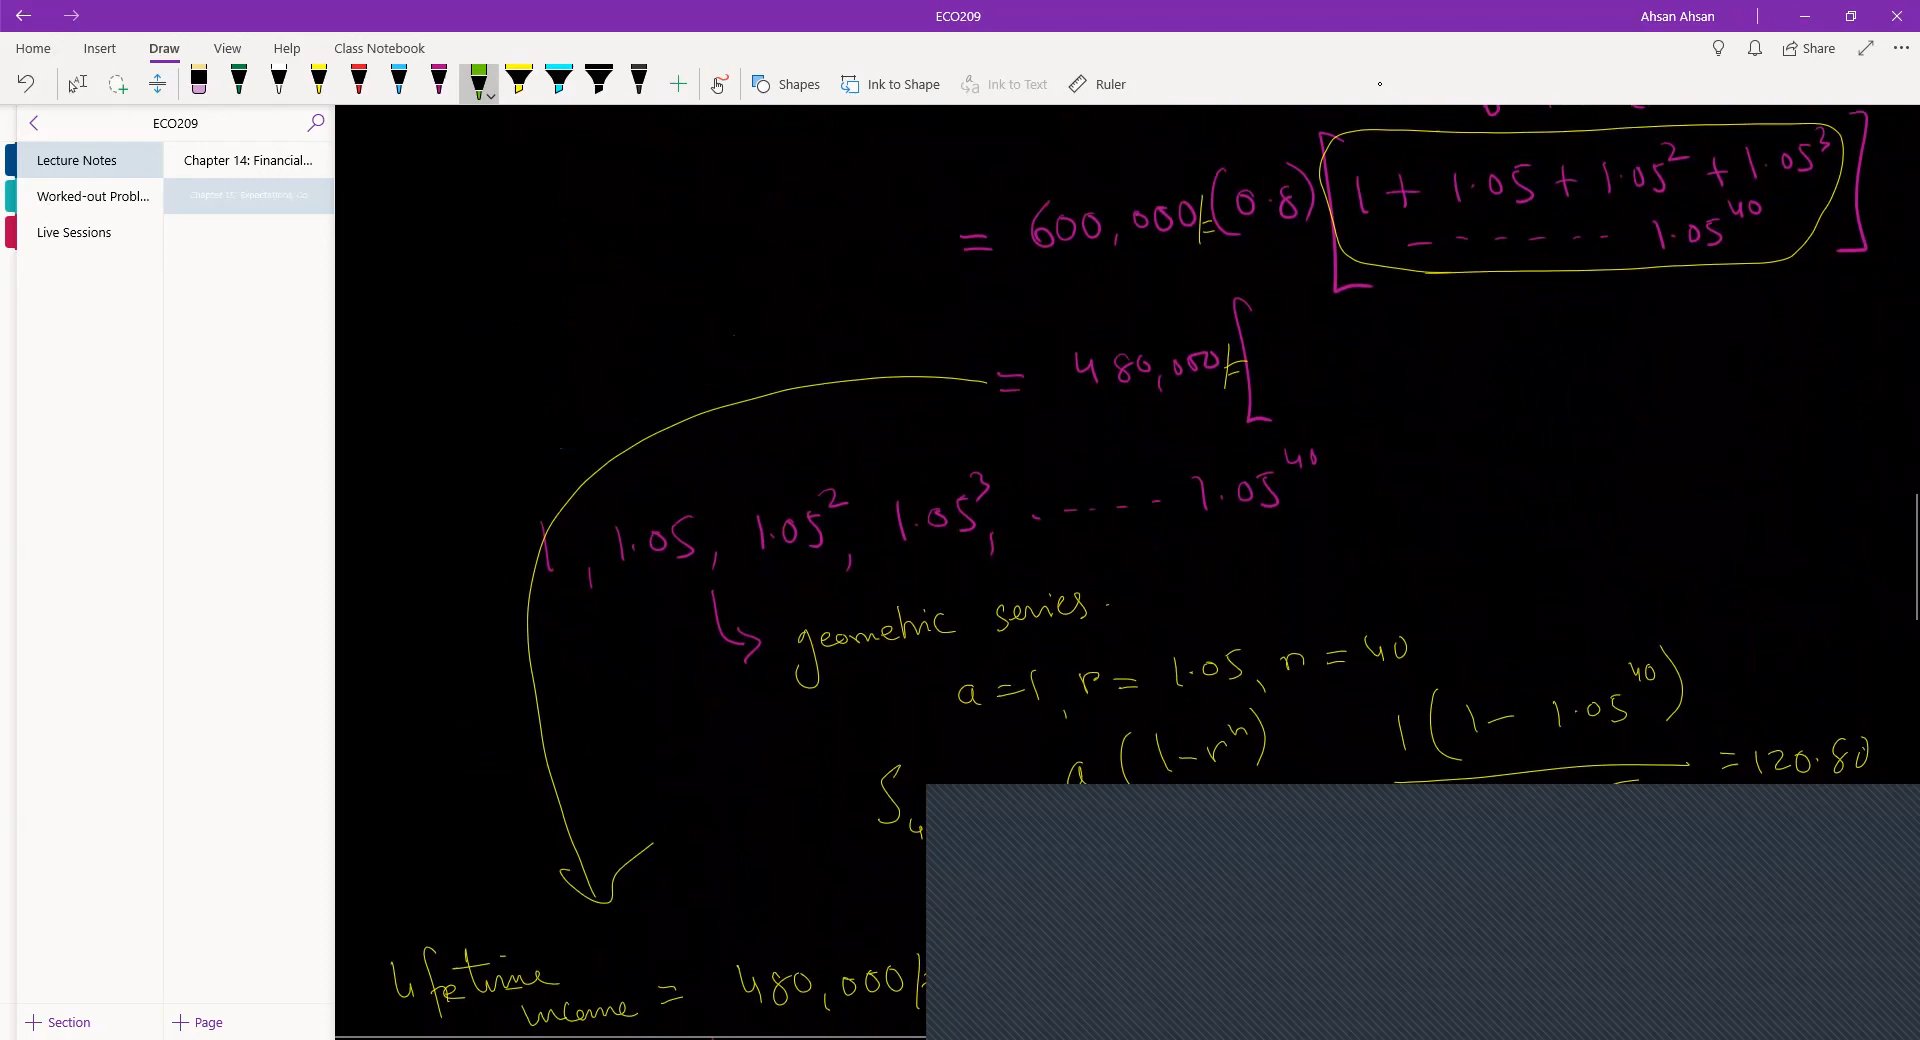 ECO209
Ahsan Ahsan
Home Insert Draw View Help Class Notebook
Share
Shapes Ink to Shape Ink to Text Ruler
ECO209
Lecture Notes
Chapter 14: Financial...
Worked-out Probl...
Live Sessions
= 600,000৳(0.8)[1 + 1.05 + 1.05² + 1.05³
- - - - - - 1.05⁴⁰]
= 480,000৳[
1, 1.05, 1.05², 1.05³, ------ 1.05⁴⁰
geometric series.
a=1, r = 1.05, n = 40
a(1-r^n) 1(1 - 1.05⁴⁰)
= 120.80
S₄
lifetime income = 480,000৳
+ Section
+ Page